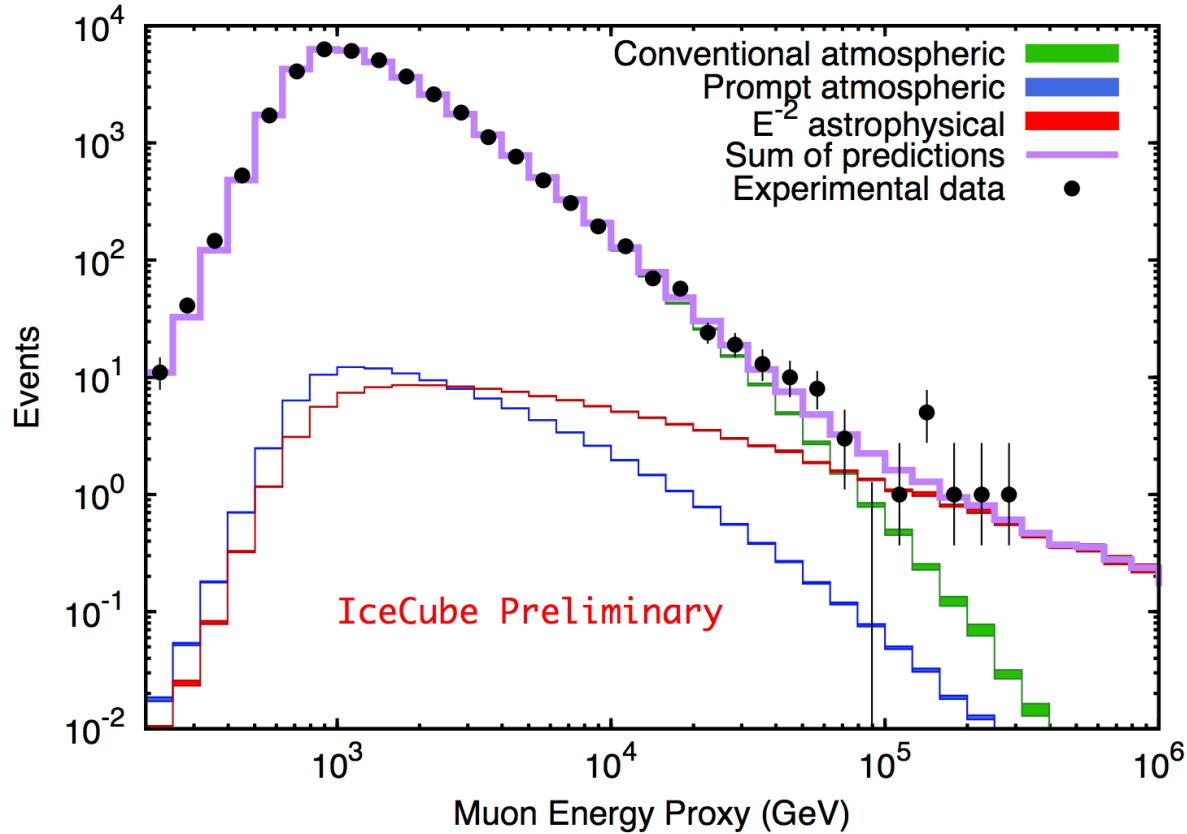 10^4
10^3
10^2
10^1
10^0
10^-1
10^-2
Events
Conventional atmospheric
Prompt atmospheric
E^-2 astrophysical
Sum of predictions
Experimental data
IceCube Preliminary
10^3 10^4 10^5 10^6
Muon Energy Proxy (GeV)